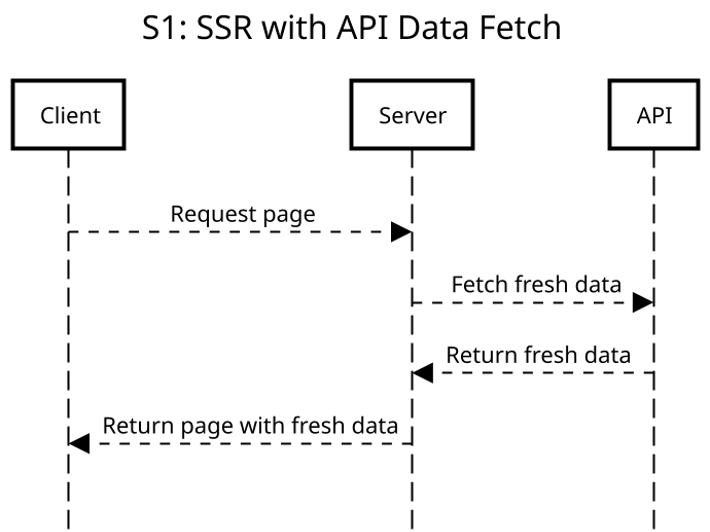 S1: SSR with API Data Fetch
Client
Server
API
Request page
Fetch fresh data
Return fresh data
Return page with fresh data